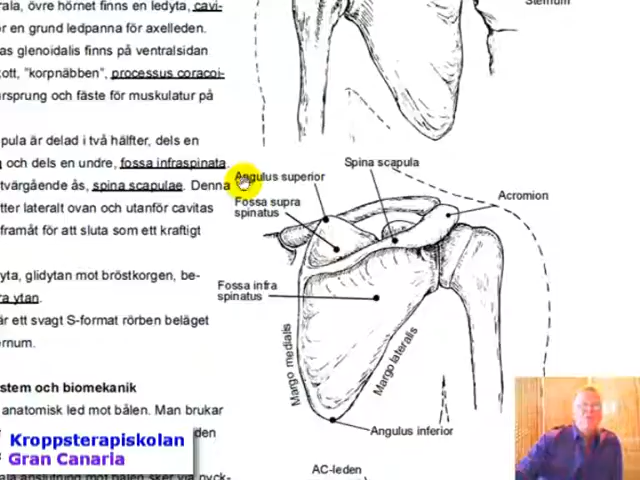 rala, övre hörnet finns en ledyta, cavi-
or en grund ledpanna för axelleden.
as glenoidalis finns på ventralsidan
ott, "korpnäbben", processus coracoi-
ursprung och fäste för muskulatur på
pula är delad i två hälfter, dels en
och dels en undre, fossa infraspinata.
tvärgående ås, spina scapulae. Denna
tter lateralt ovan och utanför cavitas
framåt för att sluta som ett kraftigt
yta, glidytan mot bröstkorgen, be-
ra ytan.
är ett svagt S-format rörben beläget
ernum.
stem och biomekanik
anatomisk led mot bålen. Man brukar
den
Kroppsterapiskolan
Gran Canaria
Sternum
Spina scapula
Angulus superior
Acromion
Fossa supra
spinatus
Fossa infra
spinatus
Margo medialis
Margo lateralis
Angulus inferior
AC-leden